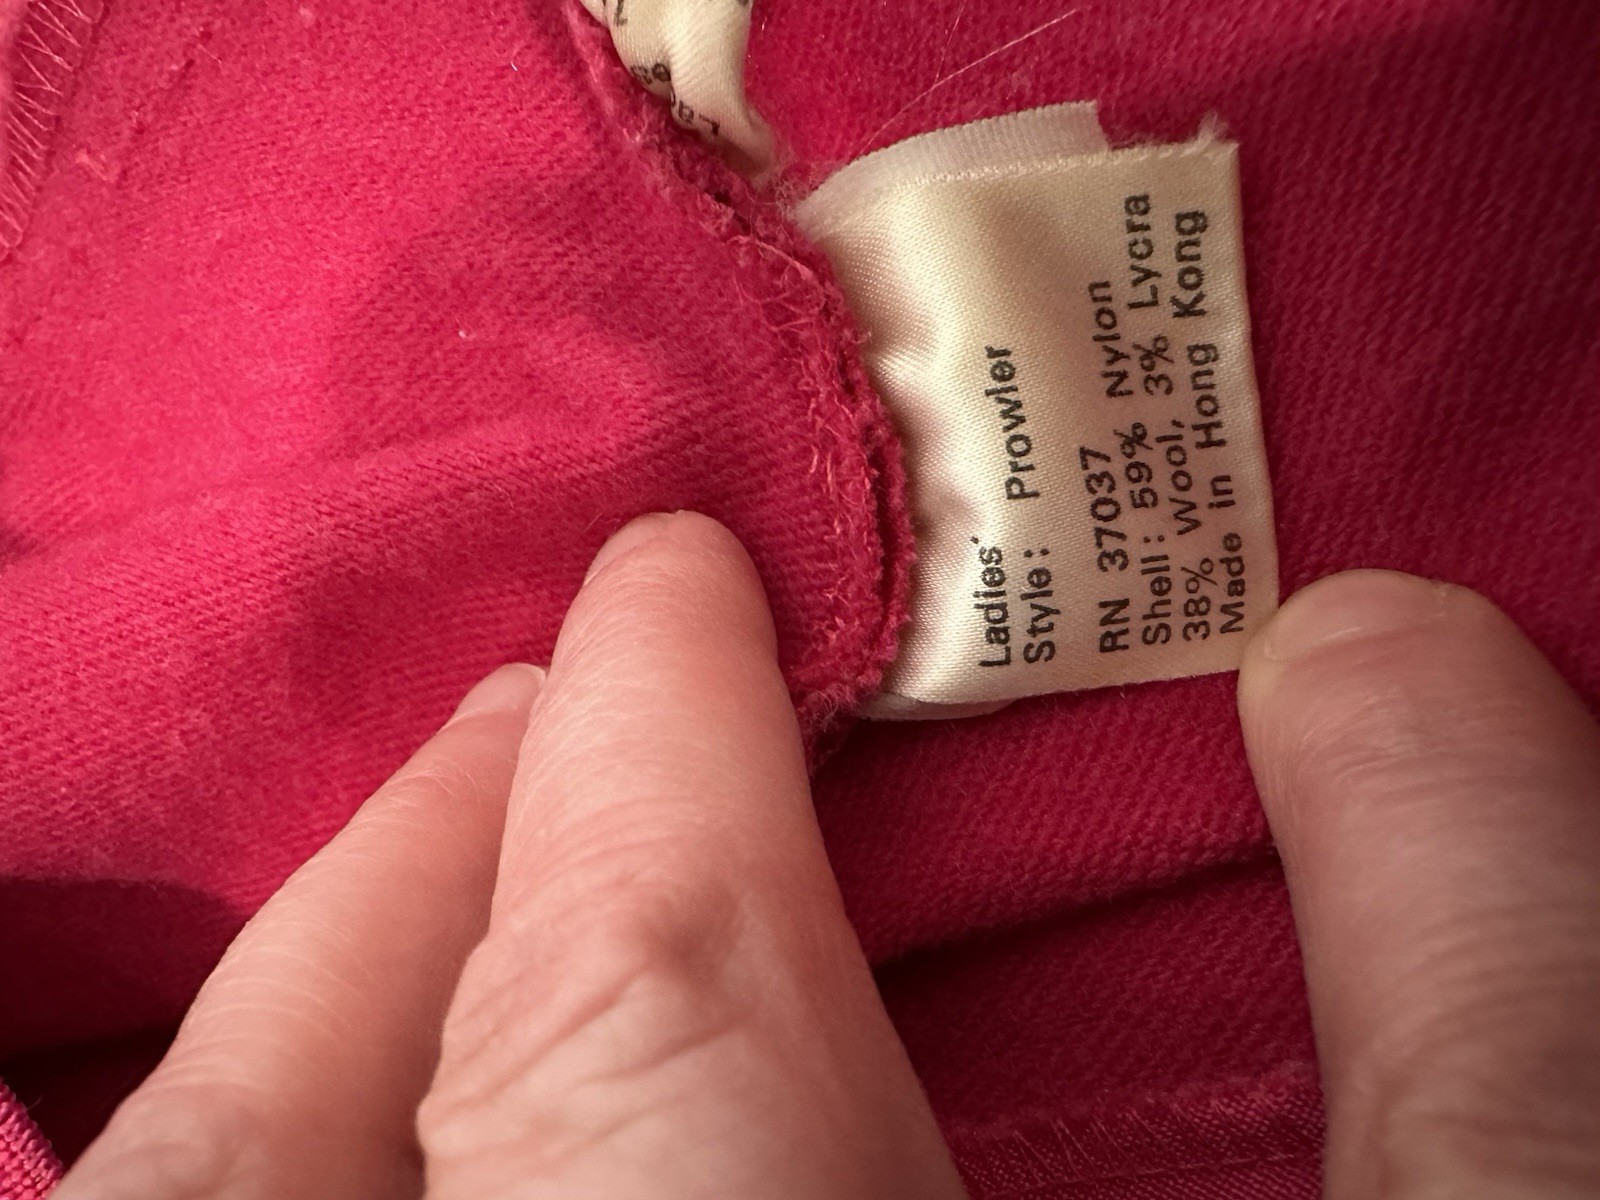 Ladies'
Style: Prowler
RN 37037
Shell: 59% Nylon
38% Wool, 3% Lycra
Made in Hong Kong